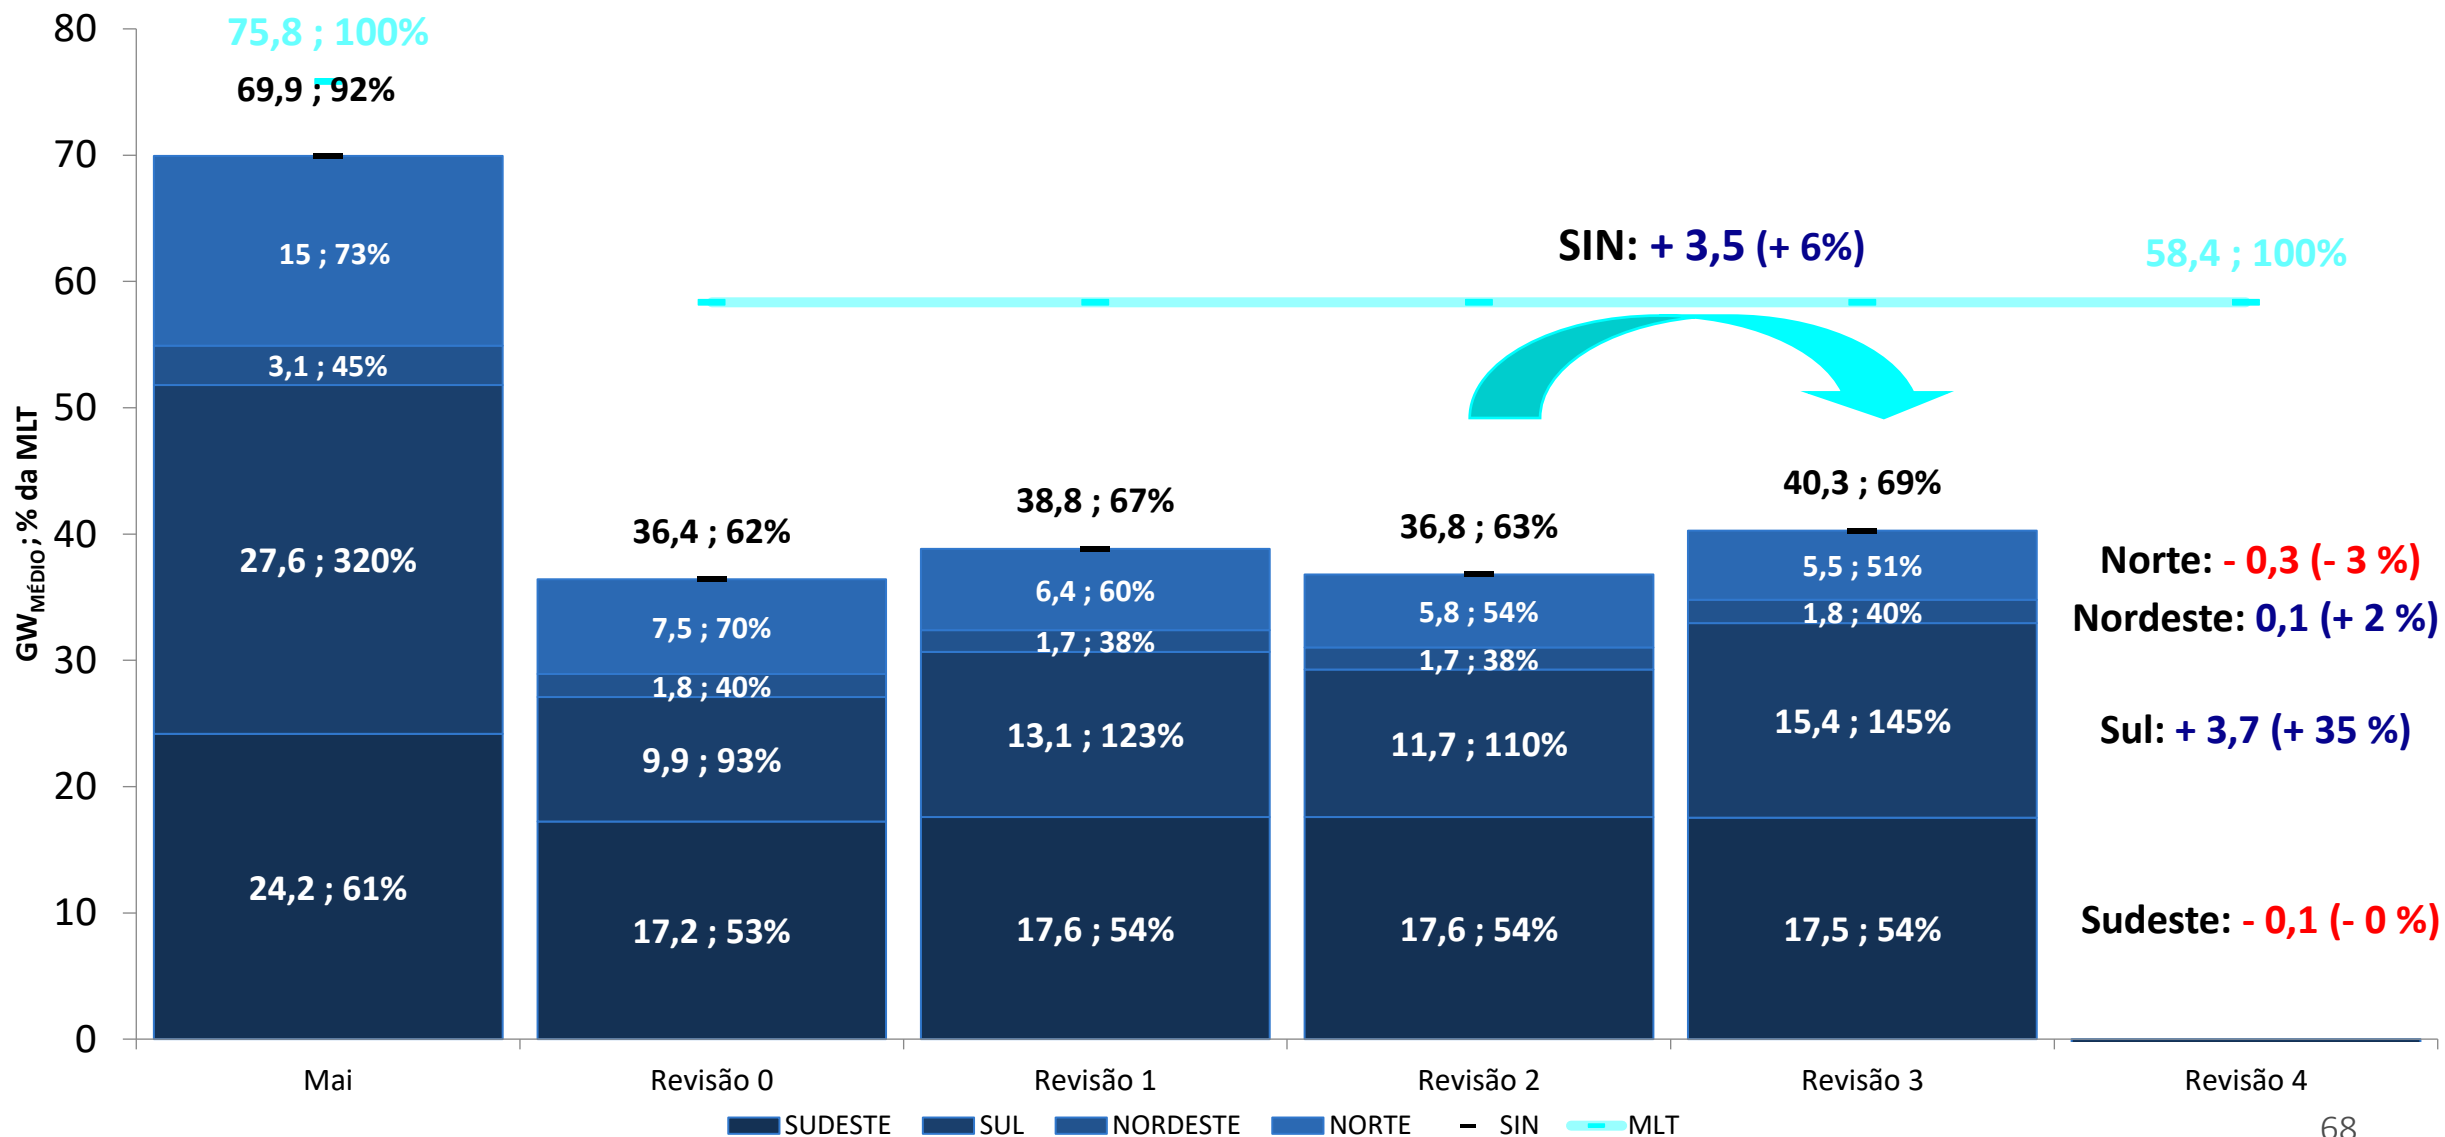 75,8 ; 100%
69,9 ; 92%
80
70
60
50
40
30
20
10
0
GWMÉDIO; % da MLT
15 ; 73%
3,1 ; 45%
27,6 ; 320%
24,2 ; 61%
36,4 ; 62%
7,5 ; 70%
1,8 ; 40%
9,9 ; 93%
17,2 ; 53%
38,8 ; 67%
6,4 ; 60%
1,7 ; 38%
13,1 ; 123%
17,6 ; 54%
36,8 ; 63%
5,8 ; 54%
1,7 ; 38%
11,7 ; 110%
17,6 ; 54%
40,3 ; 69%
5,5 ; 51%
1,8 ; 40%
15,4 ; 145%
17,5 ; 54%
SIN: + 3,5 (+ 6%)
58,4 ; 100%
Norte: - 0,3 (- 3 %)
Nordeste: 0,1 (+ 2 %)
Sul: + 3,7 (+ 35 %)
Sudeste: - 0,1 (- 0 %)
Mai
Revisão 0
Revisão 1
Revisão 2
Revisão 3
Revisão 4
SUDESTE
SUL
NORDESTE
NORTE
SIN
MLT
68